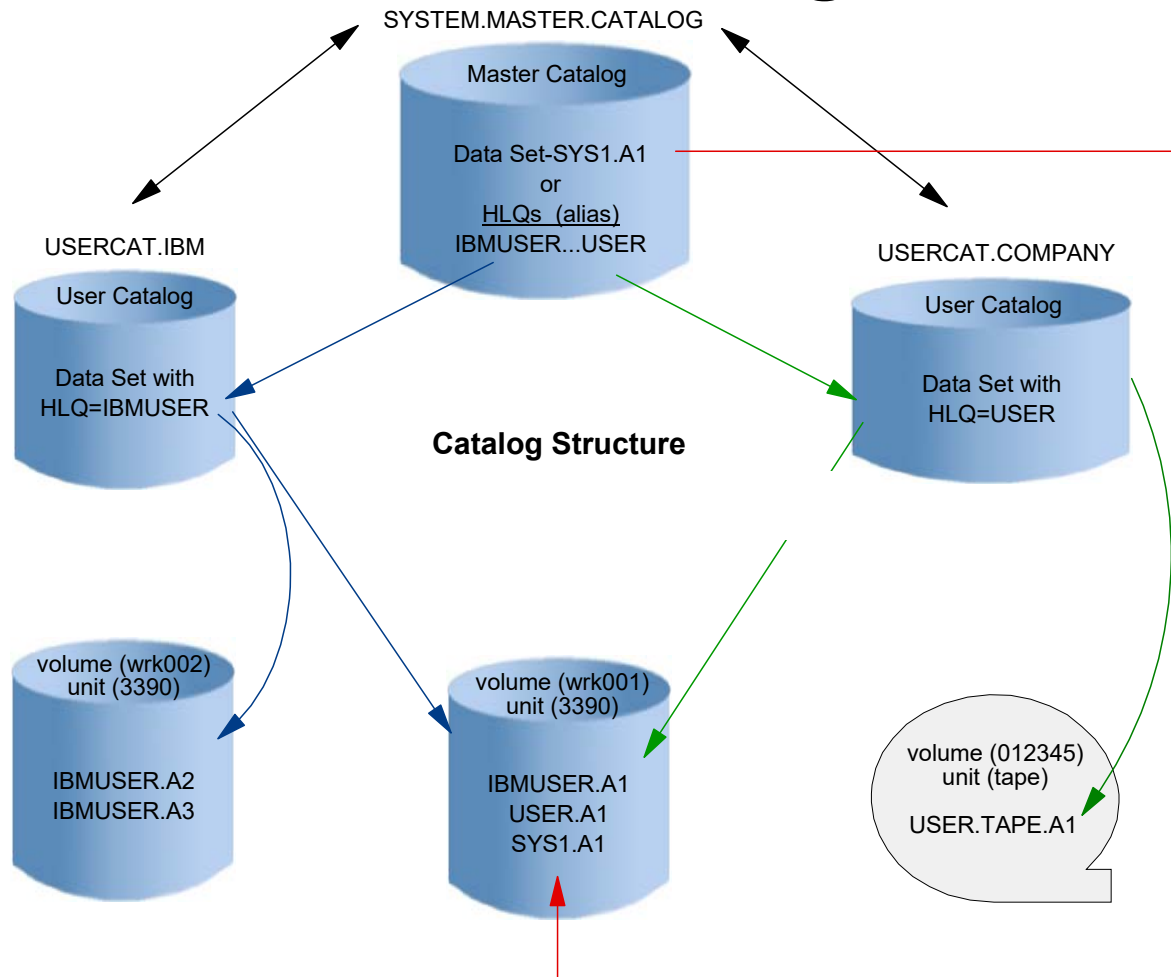 SYSTEM.MASTER.CATALOG
Master Catalog
Data Set-SYS1.A1
or
HLQs (alias)
IBMUSER...USER
USERCAT.IBM
User Catalog
Data Set with
HLQ=IBMUSER
USERCAT.COMPANY
User Catalog
Data Set with
HLQ=USER
Catalog Structure
volume (wrk002)
unit (3390)
IBMUSER.A2
IBMUSER.A3
volume (wrk001)
unit (3390)
IBMUSER.A1
USER.A1
SYS1.A1
volume (012345)
unit (tape)
USER.TAPE.A1